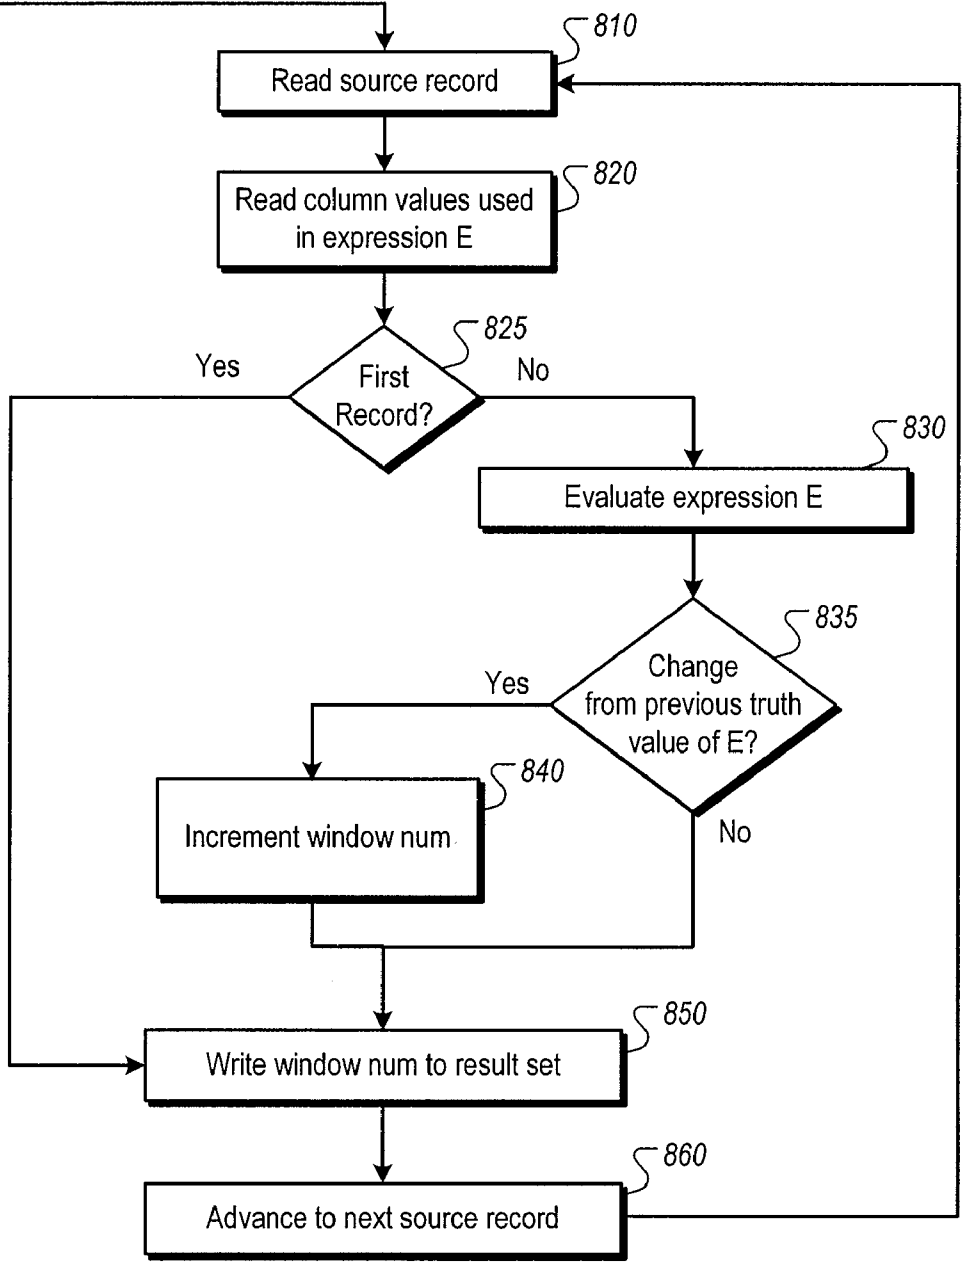 810
Read source record
820
Read column values used
in expression E
825
Yes
No
First
Record?
830
Evaluate expression E
835
Change
from previous truth
value of E?
Yes
No
840
Increment window num
850
Write window num to result set
860
Advance to next source record